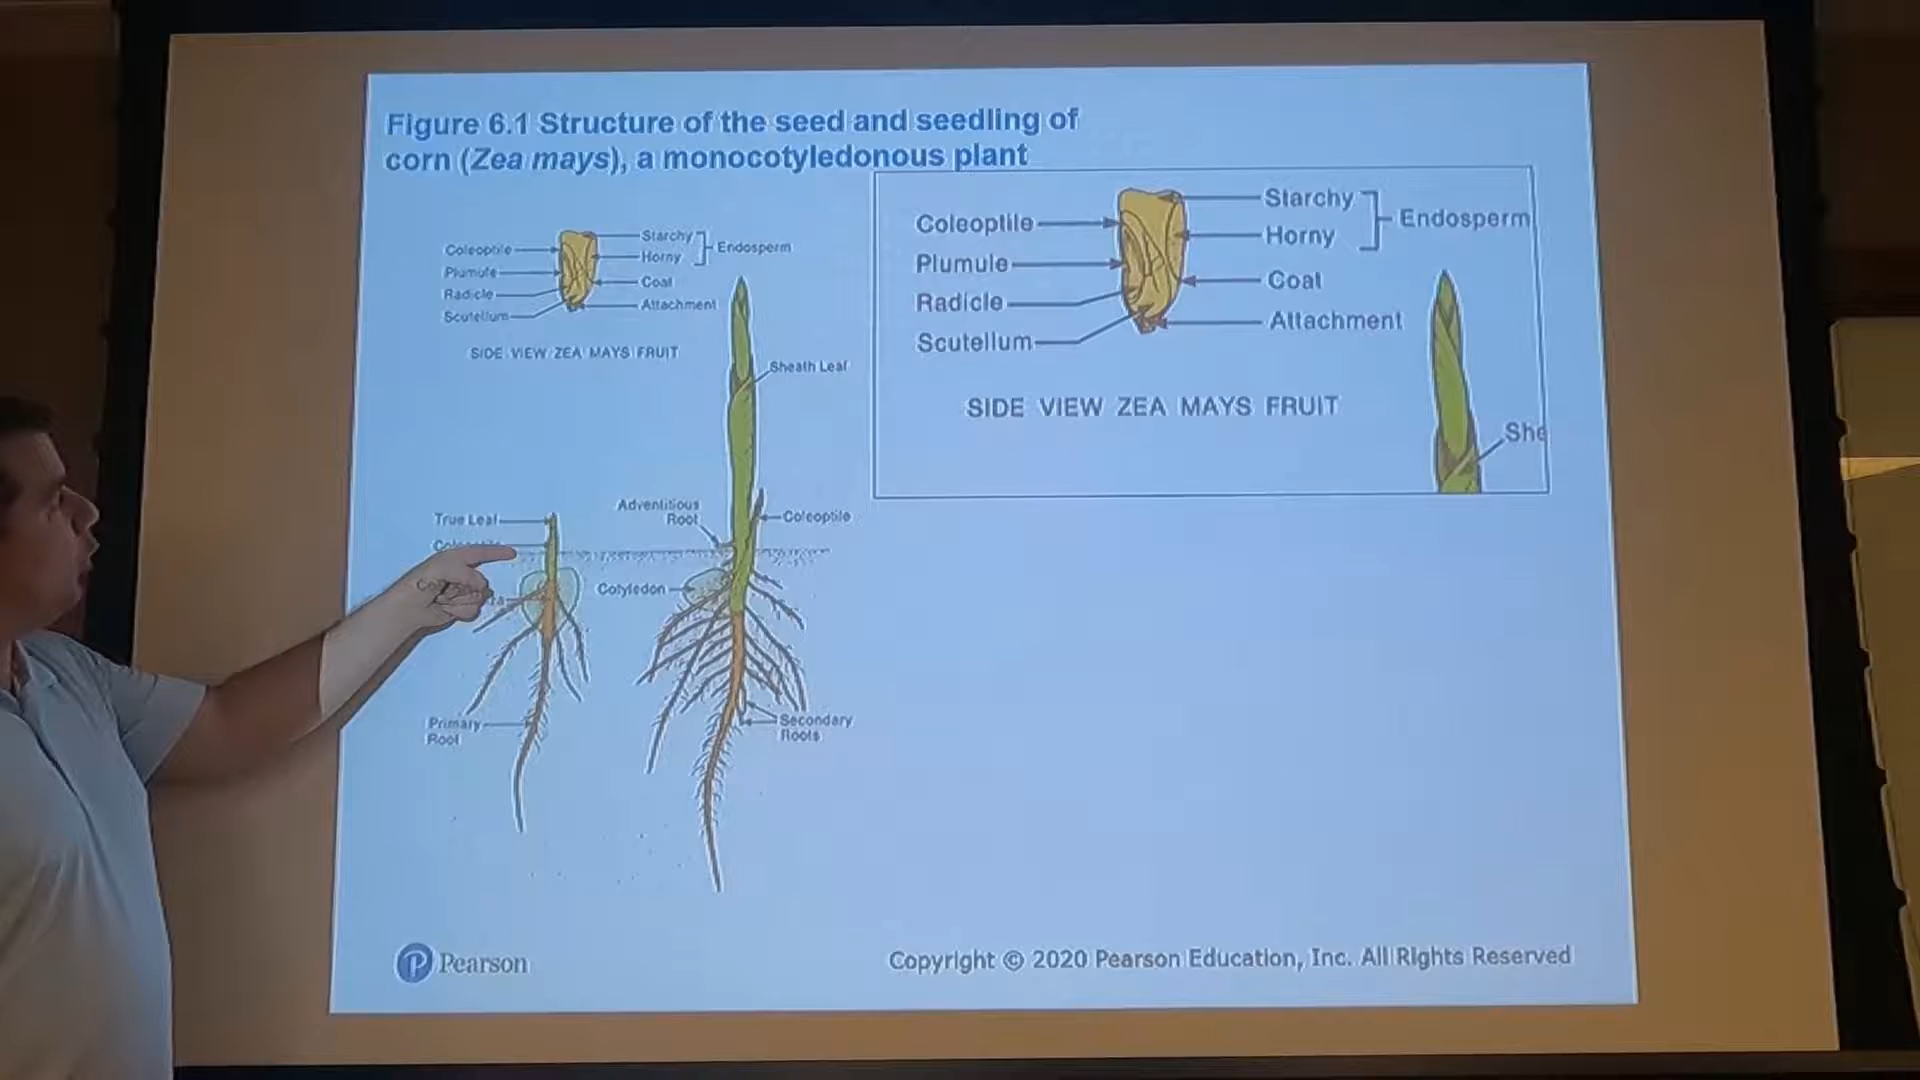 Figure 6.1 Structure of the seed and seedling of
corn (Zea mays), a monocotyledonous plant
Coleoptile
Plumule
Radicle
Scutellum
Starchy
Horny
Endosperm
Coat
Attachment
SIDE VIEW ZEA MAYS FRUIT
Sheath Leaf
True Leaf
Adventitious
Root
Coleoptile
Cotyledon
Primary
Root
Secondary
Roots
Coleoptile
Plumule
Radicle
Scutellum
Starchy
Horny
Endosperm
Coat
Attachment
SIDE VIEW ZEA MAYS FRUIT
She
Pearson
Copyright © 2020 Pearson Education, Inc. All Rights Reserved